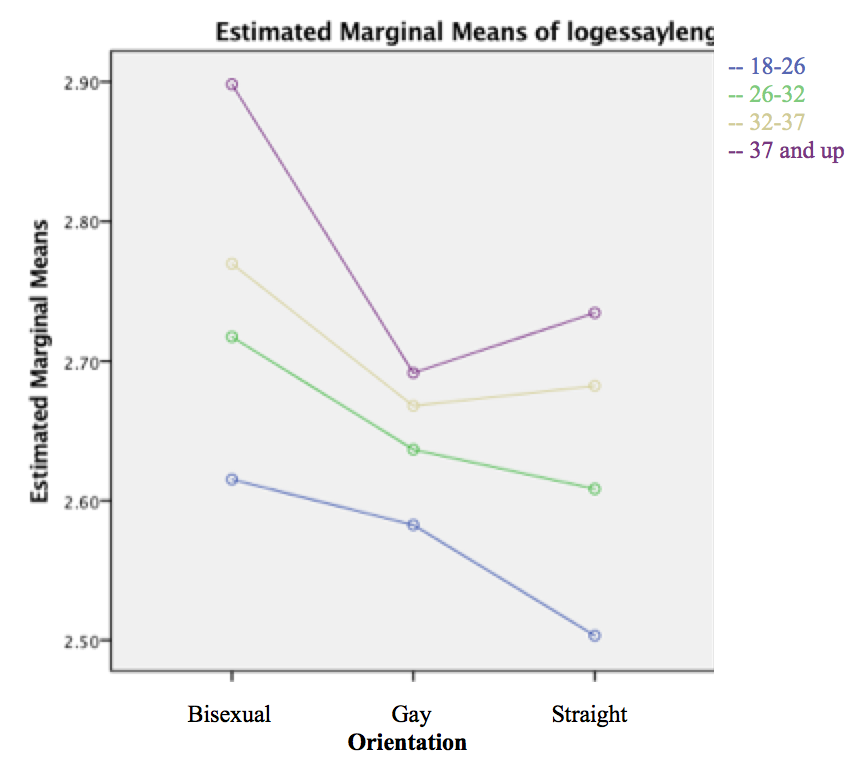 Estimated Marginal Means of logessayleng
-- 18-26
-- 26-32
-- 32-37
-- 37 and up
Estimated Marginal Means
2.90
2.80
2.70
2.60
2.50
Bisexual Gay Straight
Orientation